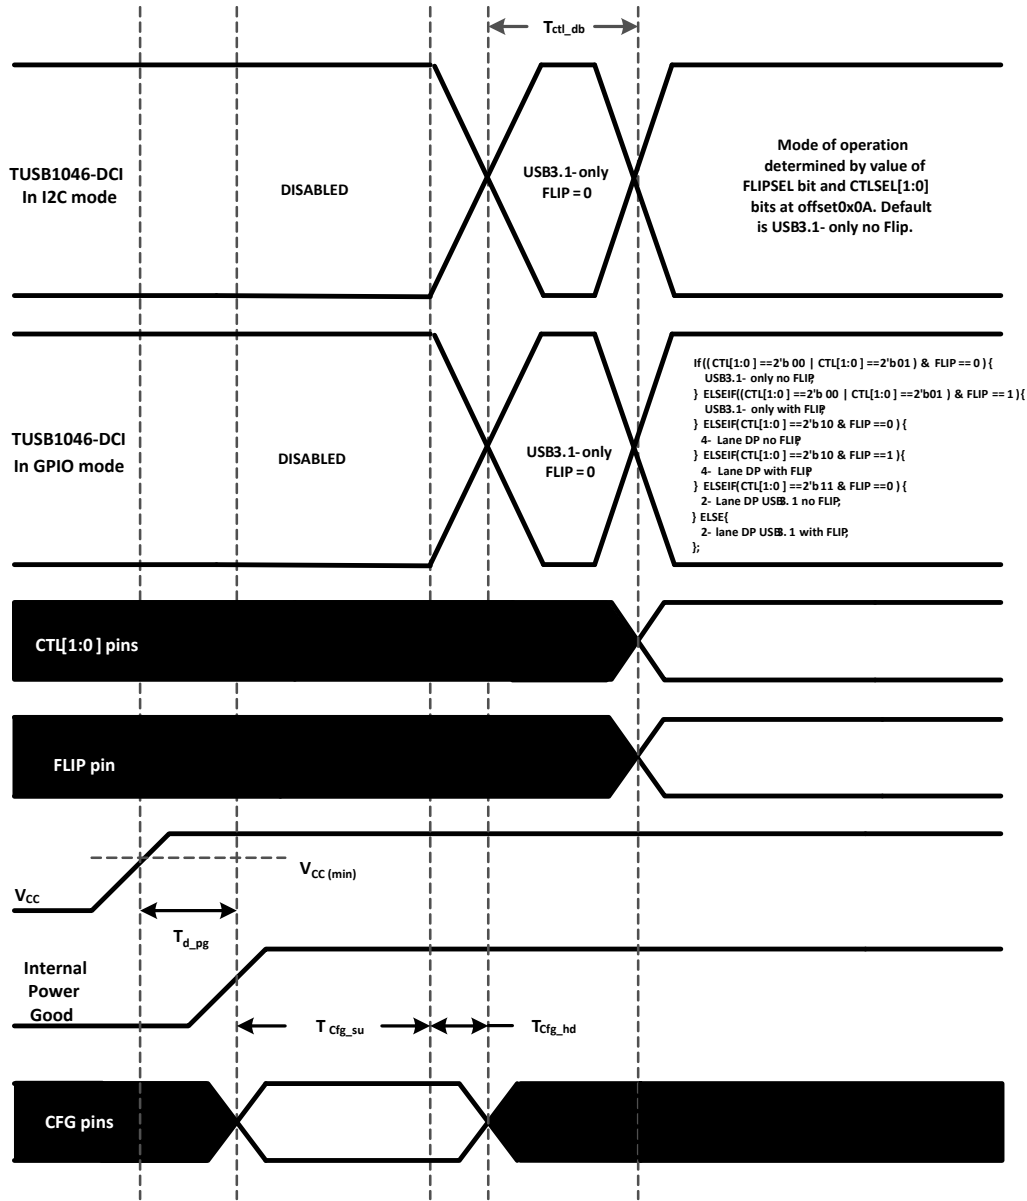 Tctl_db
TUSB1046-DCI
In I2C mode
DISABLED
USB3.1- only
FLIP = 0
Mode of operation
determined by value of
FLIPSEL bit and CTLSEL[1:0]
bits at offset0x0A. Default
is USB3.1- only no Flip.
TUSB1046-DCI
In GPIO mode
DISABLED
USB3.1- only
FLIP = 0
If(( CTL[1:0 ] ==2'b 00 | CTL[1:0 ] ==2'b01 ) & FLIP == 0 ) {
USB3.1- only no FLIP;
} ELSEIF((CTL[1:0 ] ==2'b 00 | CTL[1:0 ] ==2'b01 ) & FLIP == 1 ) {
USB3.1- only with FLIP;
} ELSEIF( CTL[1:0 ] ==2'b 10 & FLIP ==0 ) {
4- Lane DP no FLIP;
} ELSEIF( CTL[1:0 ] ==2'b 10 & FLIP ==1 ) {
4- Lane DP with FLIP;
} ELSEIF( CTL[1:0 ] ==2'b 11 & FLIP ==0 ) {
2- Lane DP USB3. 1 no FLIP;
} ELSE{
2- lane DP USB3. 1 with FLIP;
};
CTL[1:0 ] pins
FLIP pin
VCC (min)
VCC
Td_pg
Internal
Power
Good
T Cfg_su
TCfg_hd
CFG pins